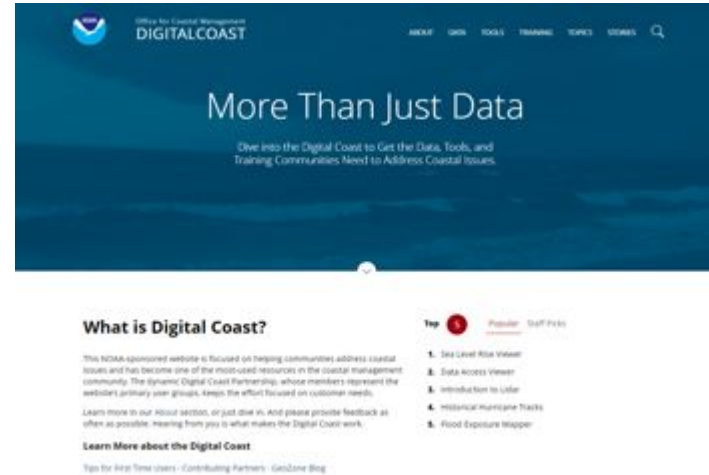 NOAA
Office for Coastal Management
DIGITALCOAST
ABOUT DATA TOOLS TRAINING TOPICS STORIES
More Than Just Data
Dive into the Digital Coast to Get the Data, Tools, and
Training Communities Need to Address Coastal Issues.
What is Digital Coast?
This NOAA-sponsored website is focused on helping communities address coastal
issues and has become one of the most-used resources in the coastal management
community. The dynamic Digital Coast Partnership, whose members represent the
website's primary user groups, keeps the effort focused on customer needs.
Learn more in our About section, or just dive in. And please provide feedback as
often as possible. Hearing from you is what makes the Digital Coast work.
Learn More about the Digital Coast
Tips for First Time Users · Contributing Partners · GeoZone Blog
Top 5 Popular Staff Picks
1. Sea Level Rise Viewer
2. Data Access Viewer
3. Introduction to Lidar
4. Historical Hurricane Tracks
5. Flood Exposure Mapper